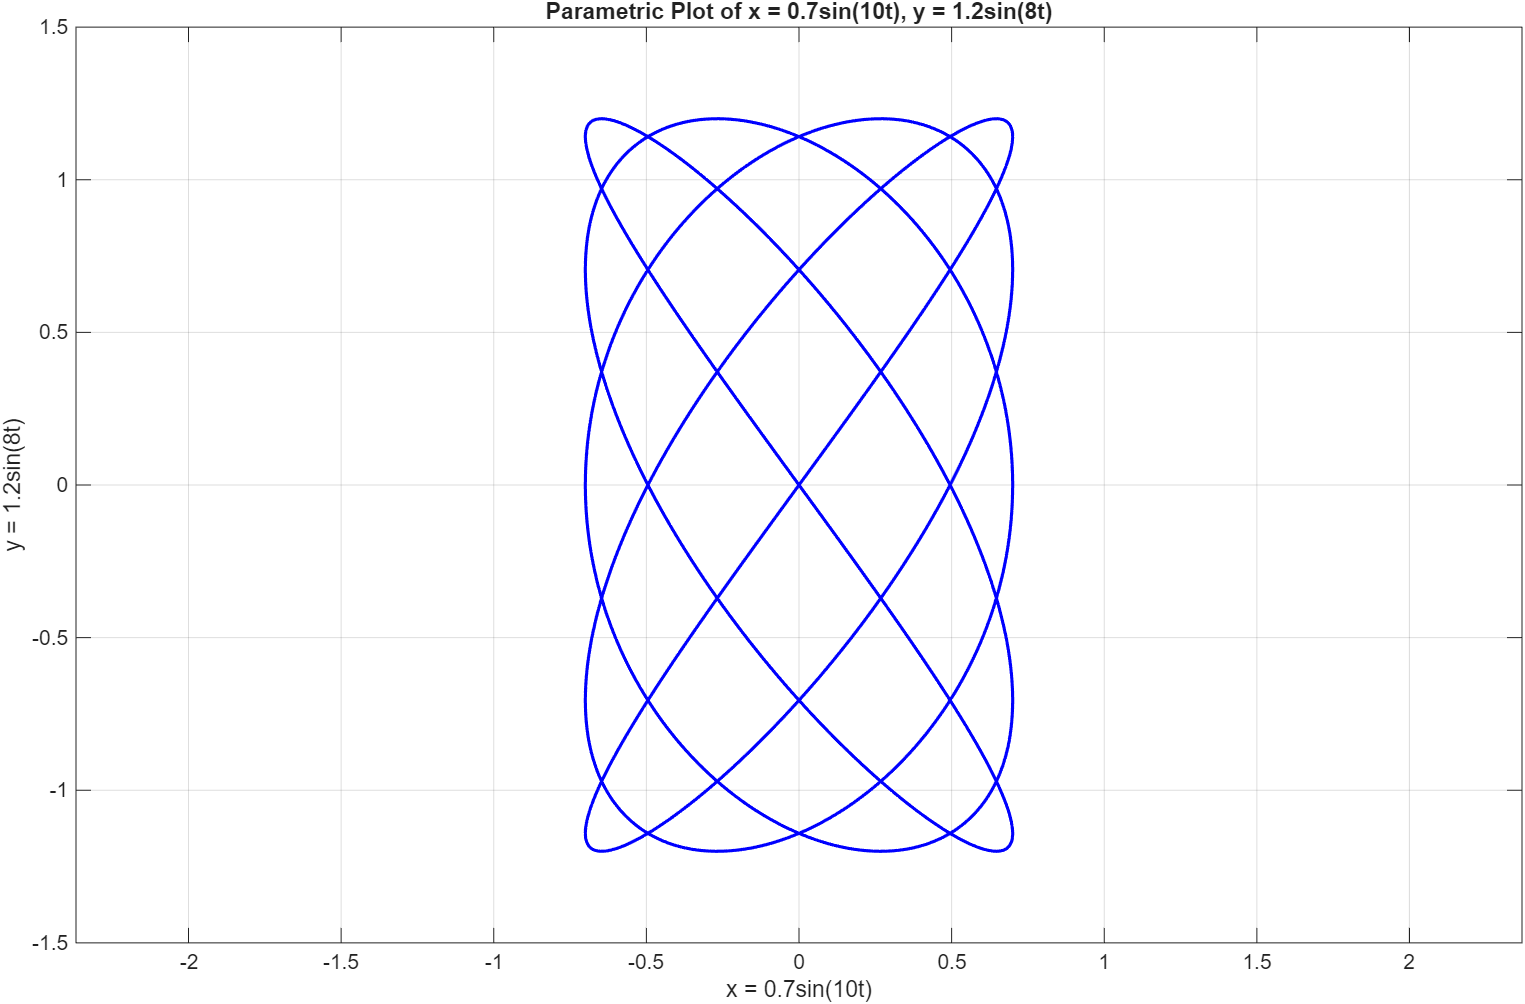 Parametric Plot of x = 0.7sin(10t), y = 1.2sin(8t)
1.5
1
0.5
0
-0.5
-1
-1.5
y = 1.2sin(8t)
-2 -1.5 -1 -0.5 0 0.5 1 1.5 2
x = 0.7sin(10t)